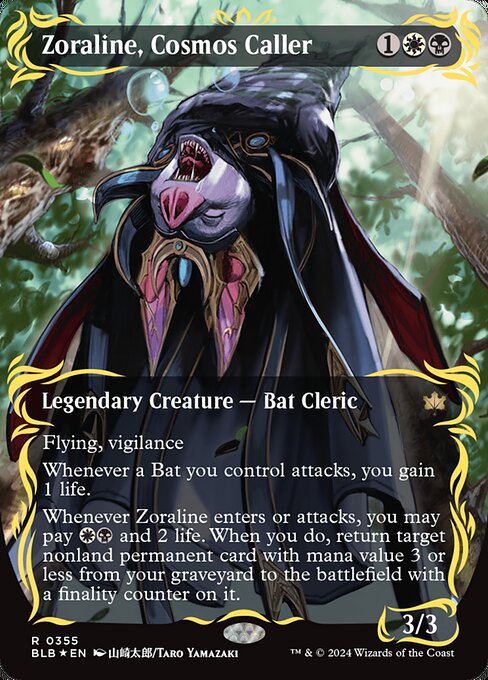 Zoraline, Cosmos Caller 1
Legendary Creature — Bat Cleric
Flying, vigilance
Whenever a Bat you control attacks, you gain
1 life.
Whenever Zoraline enters or attacks, you may
pay and 2 life. When you do, return target
nonland permanent card with mana value 3 or
less from your graveyard to the battlefield with
a finality counter on it.
3/3
R 0355
BLB ★ EN 山崎太郎/Taro Yamazaki
™ & © 2024 Wizards of the Coast